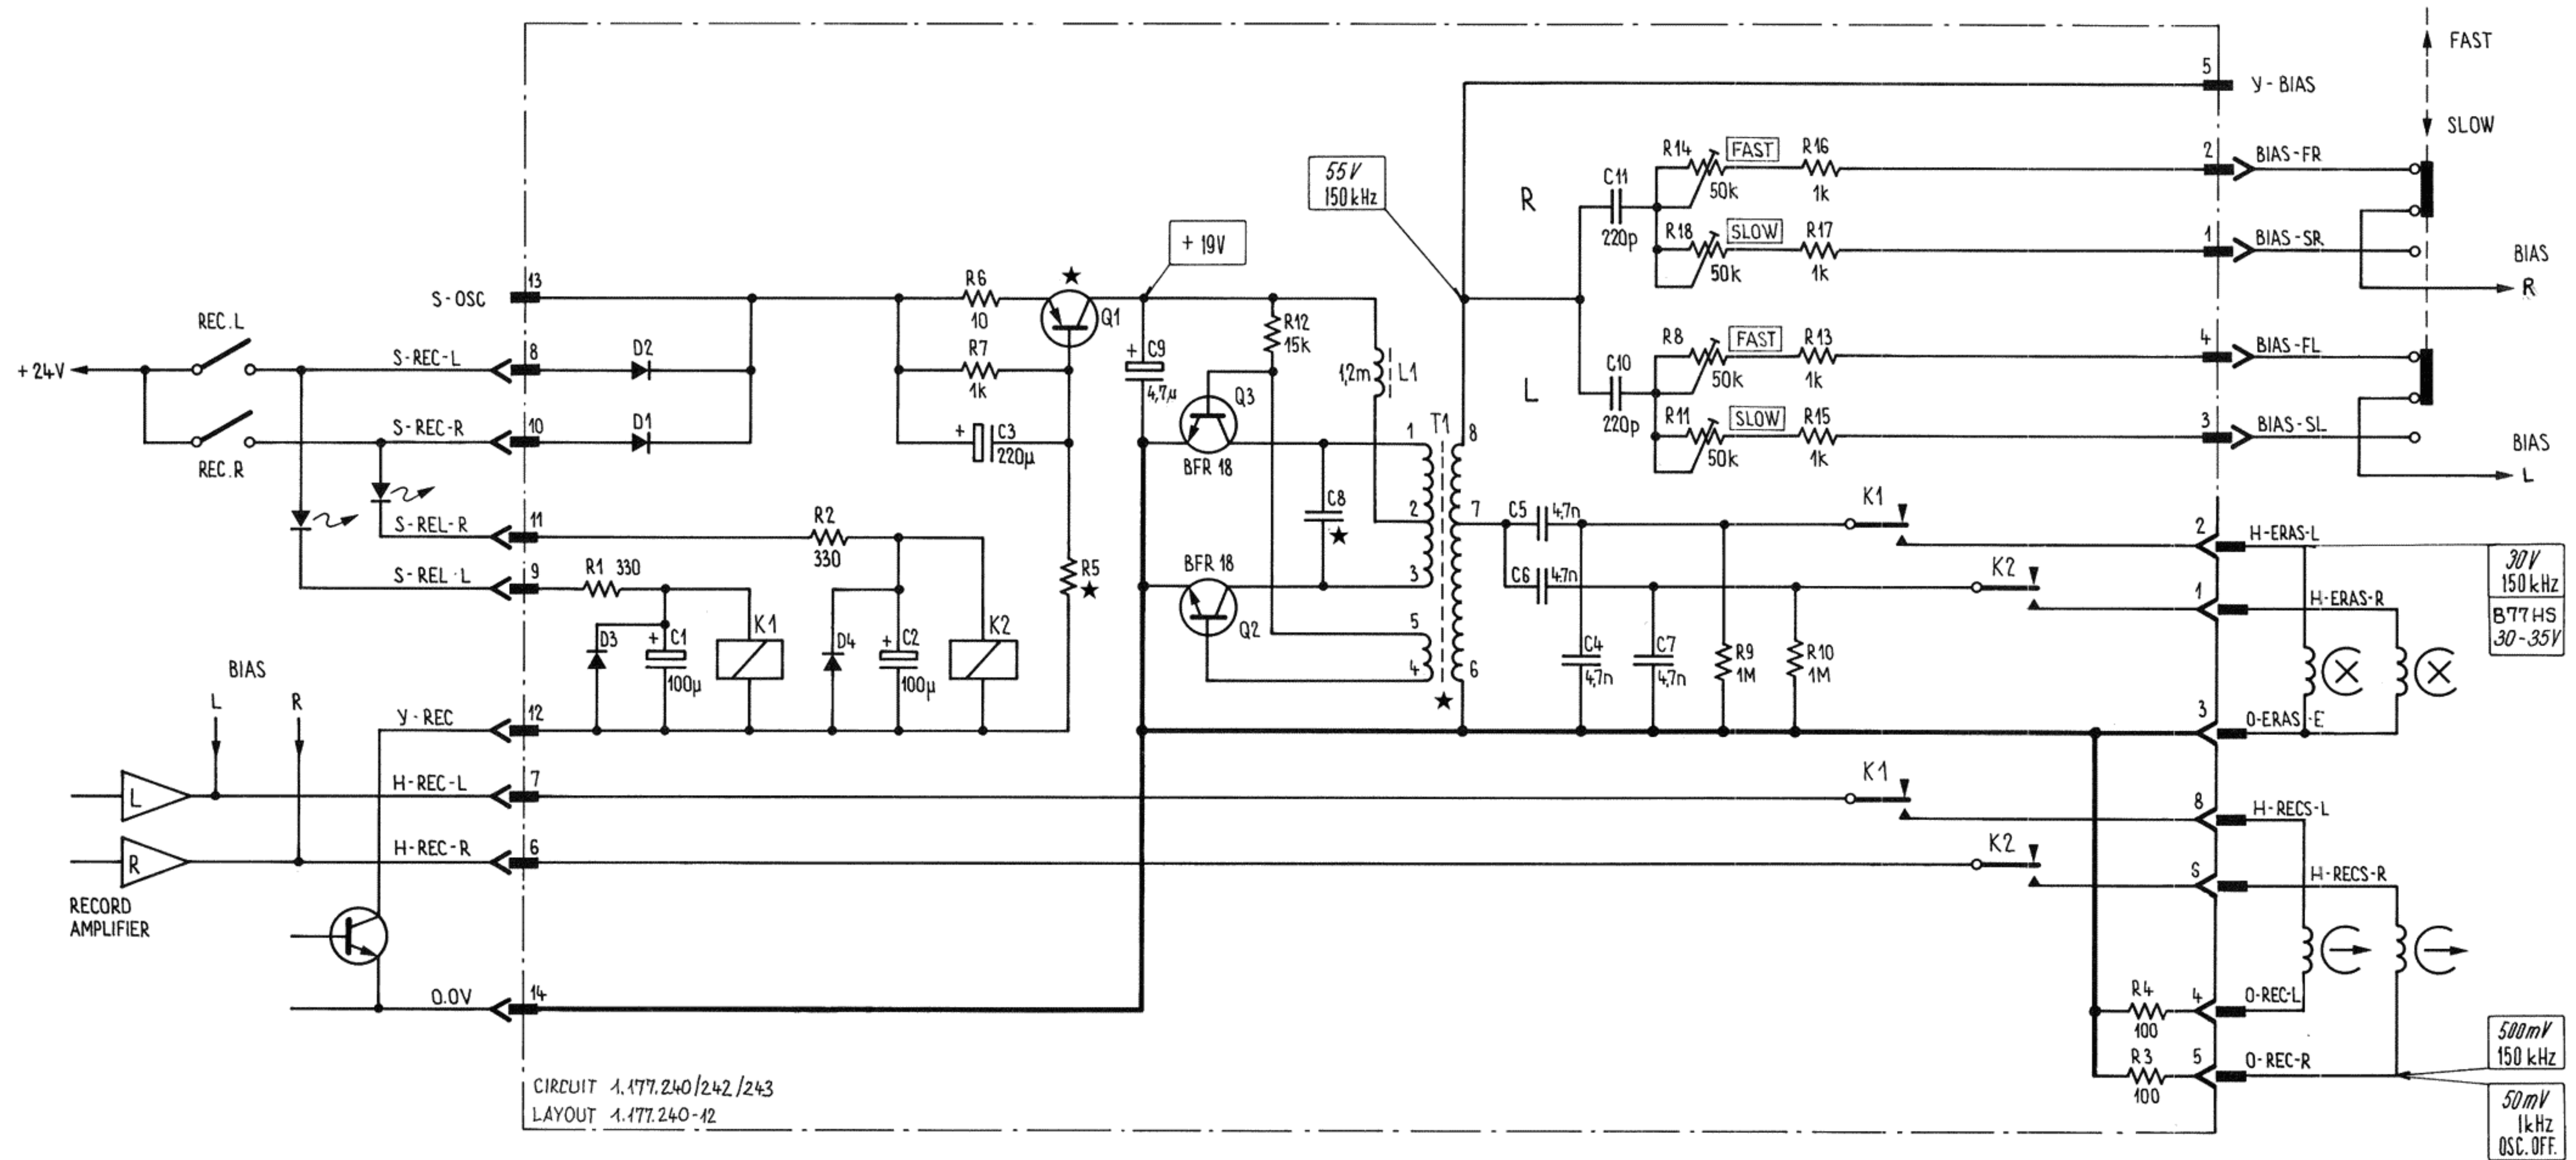 FAST
5
Y-BIAS
SLOW
R14 FAST R16
2
BIAS-FR
55V
150kHz
C11
50k
1k
R
220p
R18 SLOW R17
1
BIAS-SR
50k
1k
BIAS
R
+19V
13
S-OSC
R6
10
★
Q1
R12
15k
REC.L
S-REC-L
8
D2
R7
1k
+
C9
4,7µ
1,2m
L1
+24V
R8 FAST R13
4
BIAS-FL
C10
50k
1k
L
220p
R11 SLOW R15
3
BIAS-SL
50k
1k
BIAS
L
REC.R
S-REC-R
10
D1
+
C3
220µ
Q3
BFR 18
1
T1
8
C8
★
2
7
C5
4,7n
K1
2
H-ERAS-L
30V
150kHz
B77HS
30-35V
S-REL-R
11
R2
330
S-REL-L
9
R1 330
R5
★
BFR 18
Q2
3
C6
4,7n
K2
1
H-ERAS-R
D3
+
C1
100µ
K1
D4
+
C2
100µ
K2
5
4
6
★
C4
4,7n
C7
4,7n
R9
1M
R10
1M
BIAS
L
R
Y-REC
12
3
O-ERAS-E
L
H-REC-L
7
K1
8
H-RECS-L
R
H-REC-R
6
K2
S
H-RECS-R
RECORD
AMPLIFIER
0.0V
14
R4
100
4
O-REC-L
R3
100
5
O-REC-R
500mV
150 kHz
50mV
1kHz
OSC.OFF.
CIRCUIT 1.177.240/242/243
LAYOUT 1.177.240-12